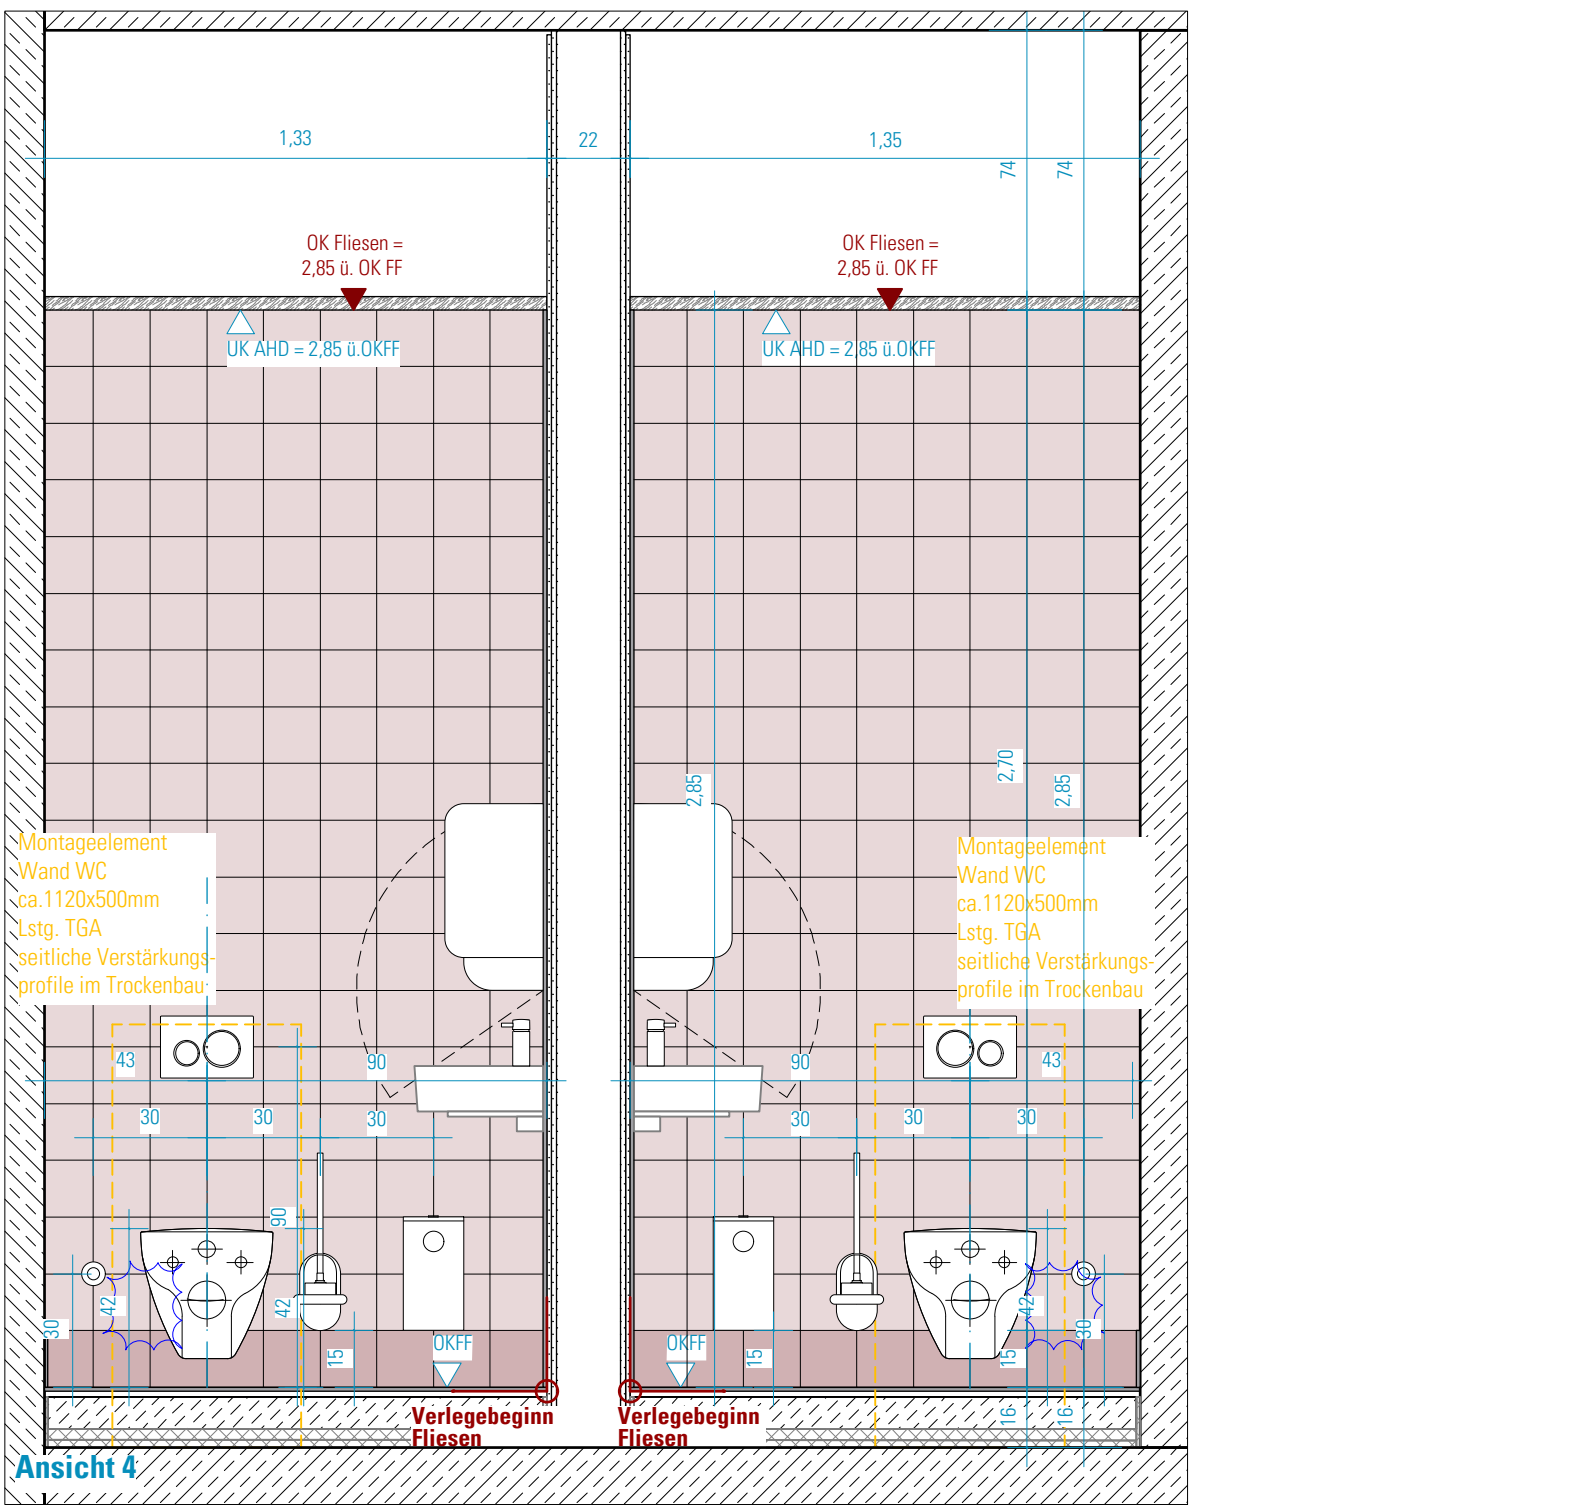 1,33
22
1,35
74
74
OK Fliesen =
2,85 ü. OK FF
OK Fliesen =
2,85 ü. OK FF
UK AHD = 2,85 ü.OKFF
UK AHD = 2,85 ü.OKFF
2,85
2,70
2,85
Montageelement
Wand WC
ca.1120x500mm
Lstg. TGA
seitliche Verstärkungs-
profile im Trockenbau
Montageelement
Wand WC
ca.1120x500mm
Lstg. TGA
seitliche Verstärkungs-
profile im Trockenbau
43
90
90
43
30
30
30
30
30
30
90
30
42
42
15
OKFF
OKFF
15
42
15
30
Verlegebeginn
Fliesen
Verlegebeginn
Fliesen
16
16
Ansicht 4